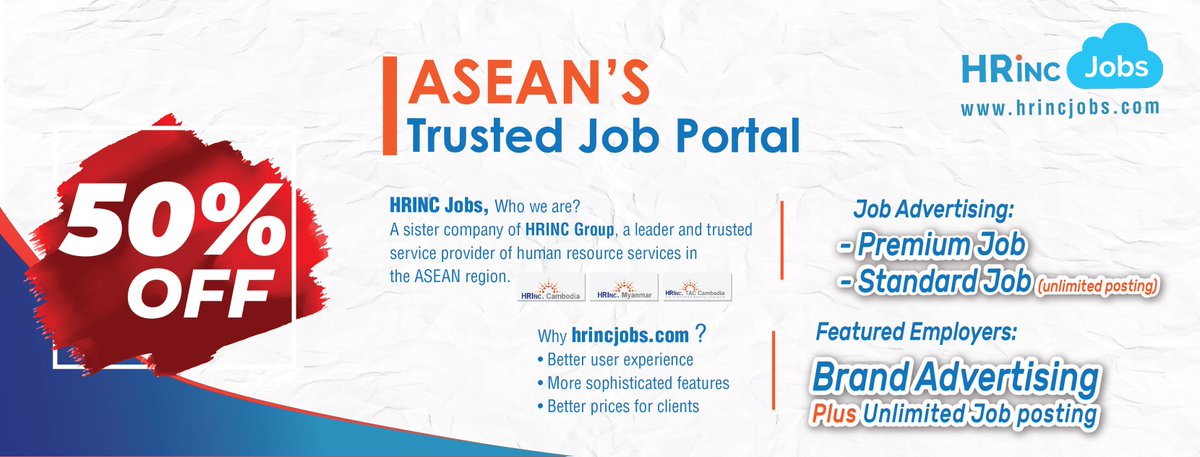 50%
OFF
ASEAN'S
Trusted Job Portal
HRINC Jobs
www.hrincjobs.com
HRINC Jobs, Who we are?
A sister company of HRINC Group, a leader and trusted
service provider of human resource services in
the ASEAN region.
HRINC. Cambodia
HRINC. Myanmar
HRINC. TAC Cambodia
Why hrincjobs.com ?
• Better user experience
• More sophisticated features
• Better prices for clients
Job Advertising:
- Premium Job
- Standard Job (unlimited posting)
Featured Employers:
Brand Advertising
Plus Unlimited Job posting